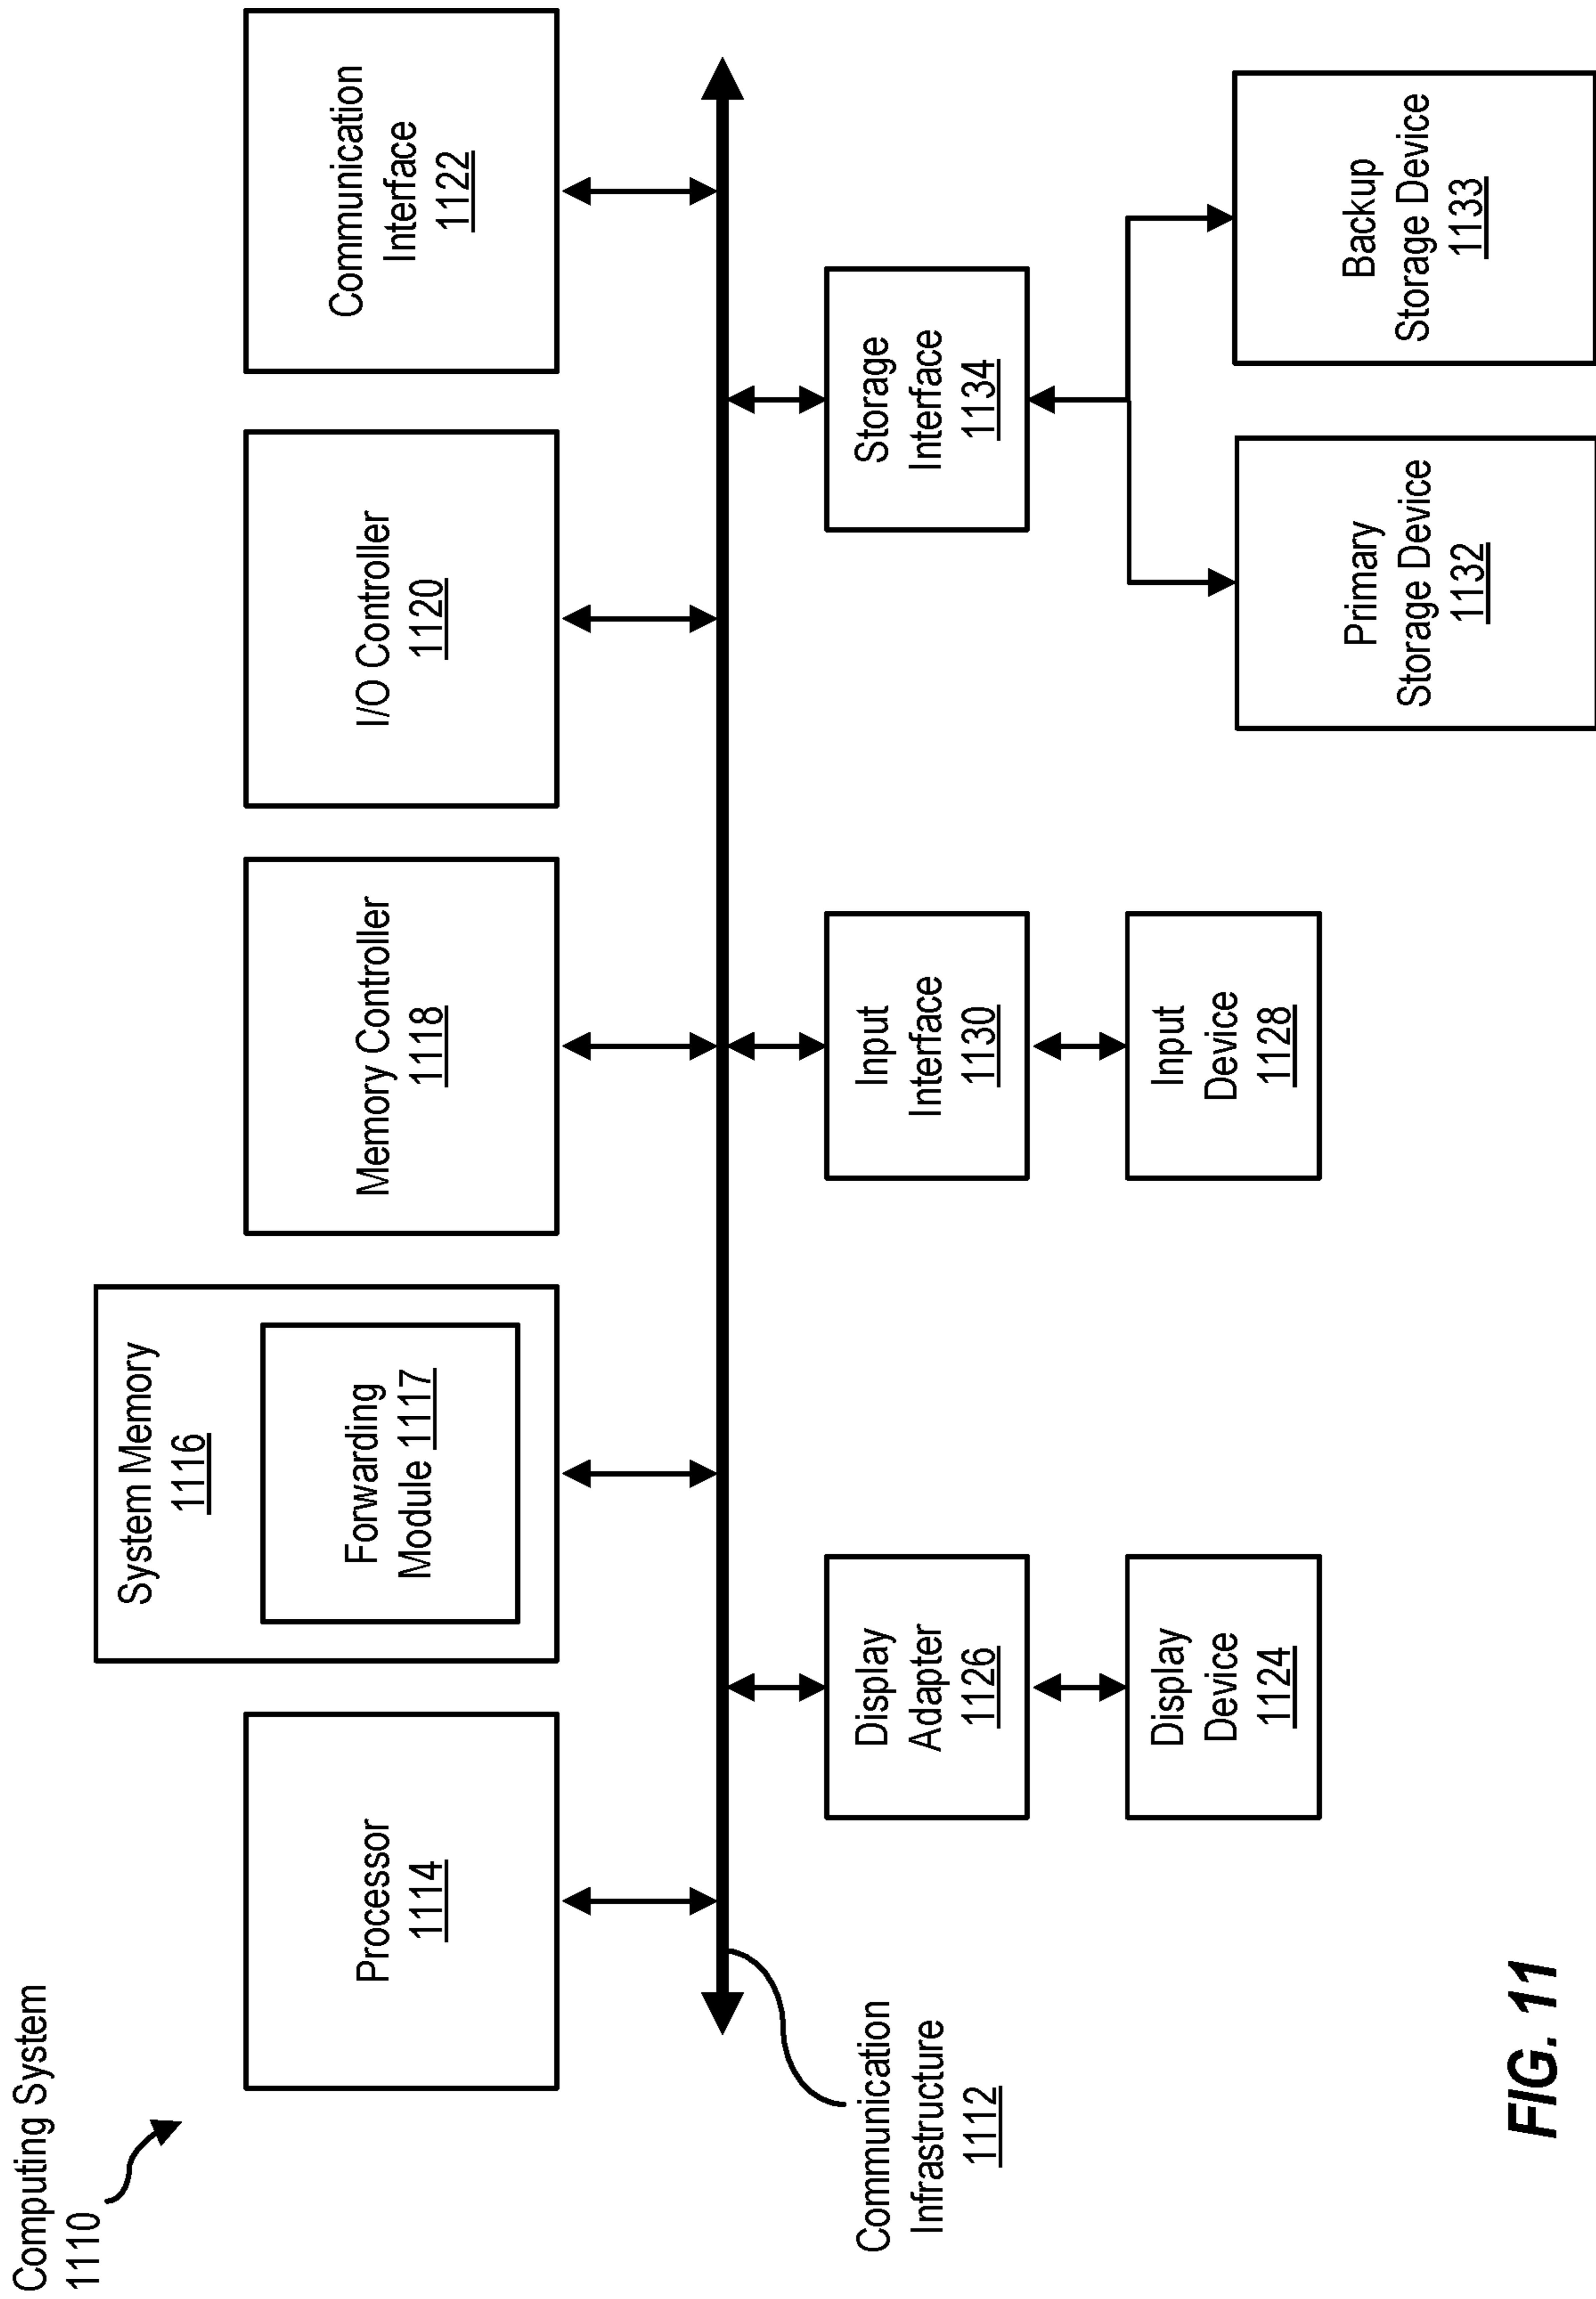 Computing System
1110
Processor
1114
System Memory
1116
Forwarding
Module 1117
Memory Controller
1118
I/O Controller
1120
Communication
Interface
1122
Communication
Infrastructure
1112
Display
Adapter
1126
Input
Interface
1130
Storage
Interface
1134
Display
Device
1124
Input
Device
1128
Primary
Storage Device
1132
Backup
Storage Device
1133
FIG. 11